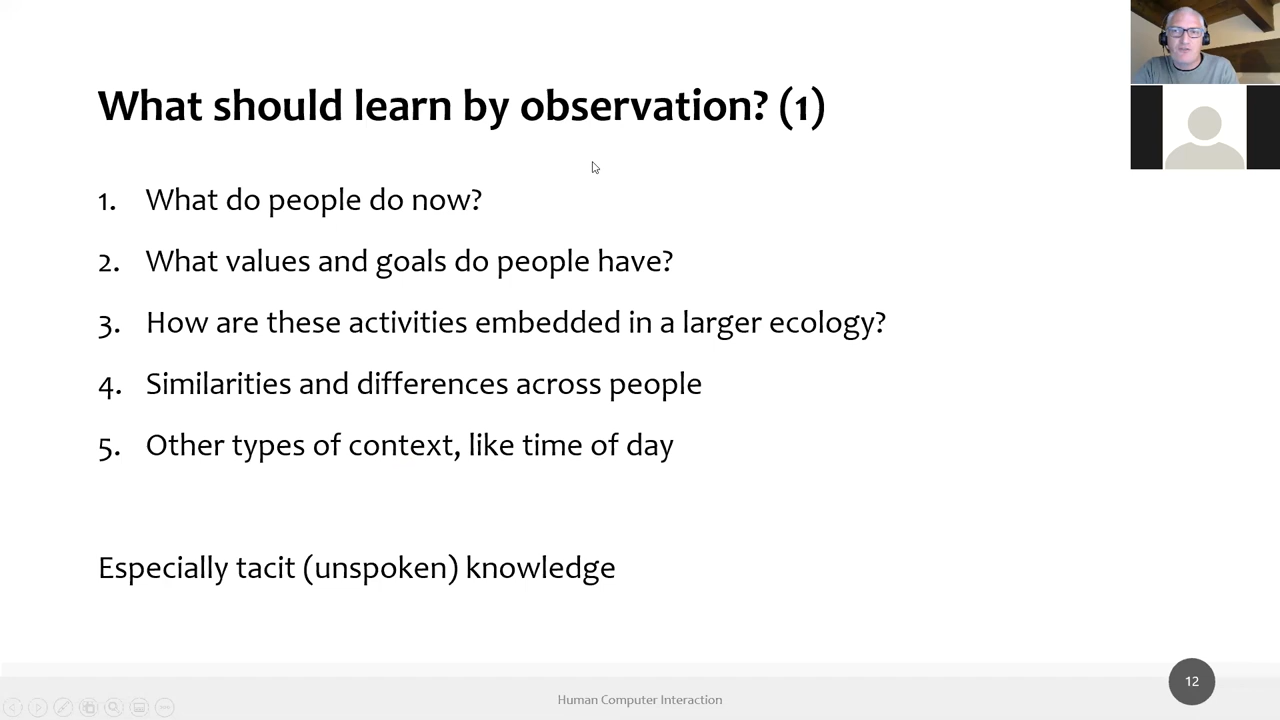 What should learn by observation? (1)
1. What do people do now?
2. What values and goals do people have?
3. How are these activities embedded in a larger ecology?
4. Similarities and differences across people
5. Other types of context, like time of day
Especially tacit (unspoken) knowledge
Human Computer Interaction
12